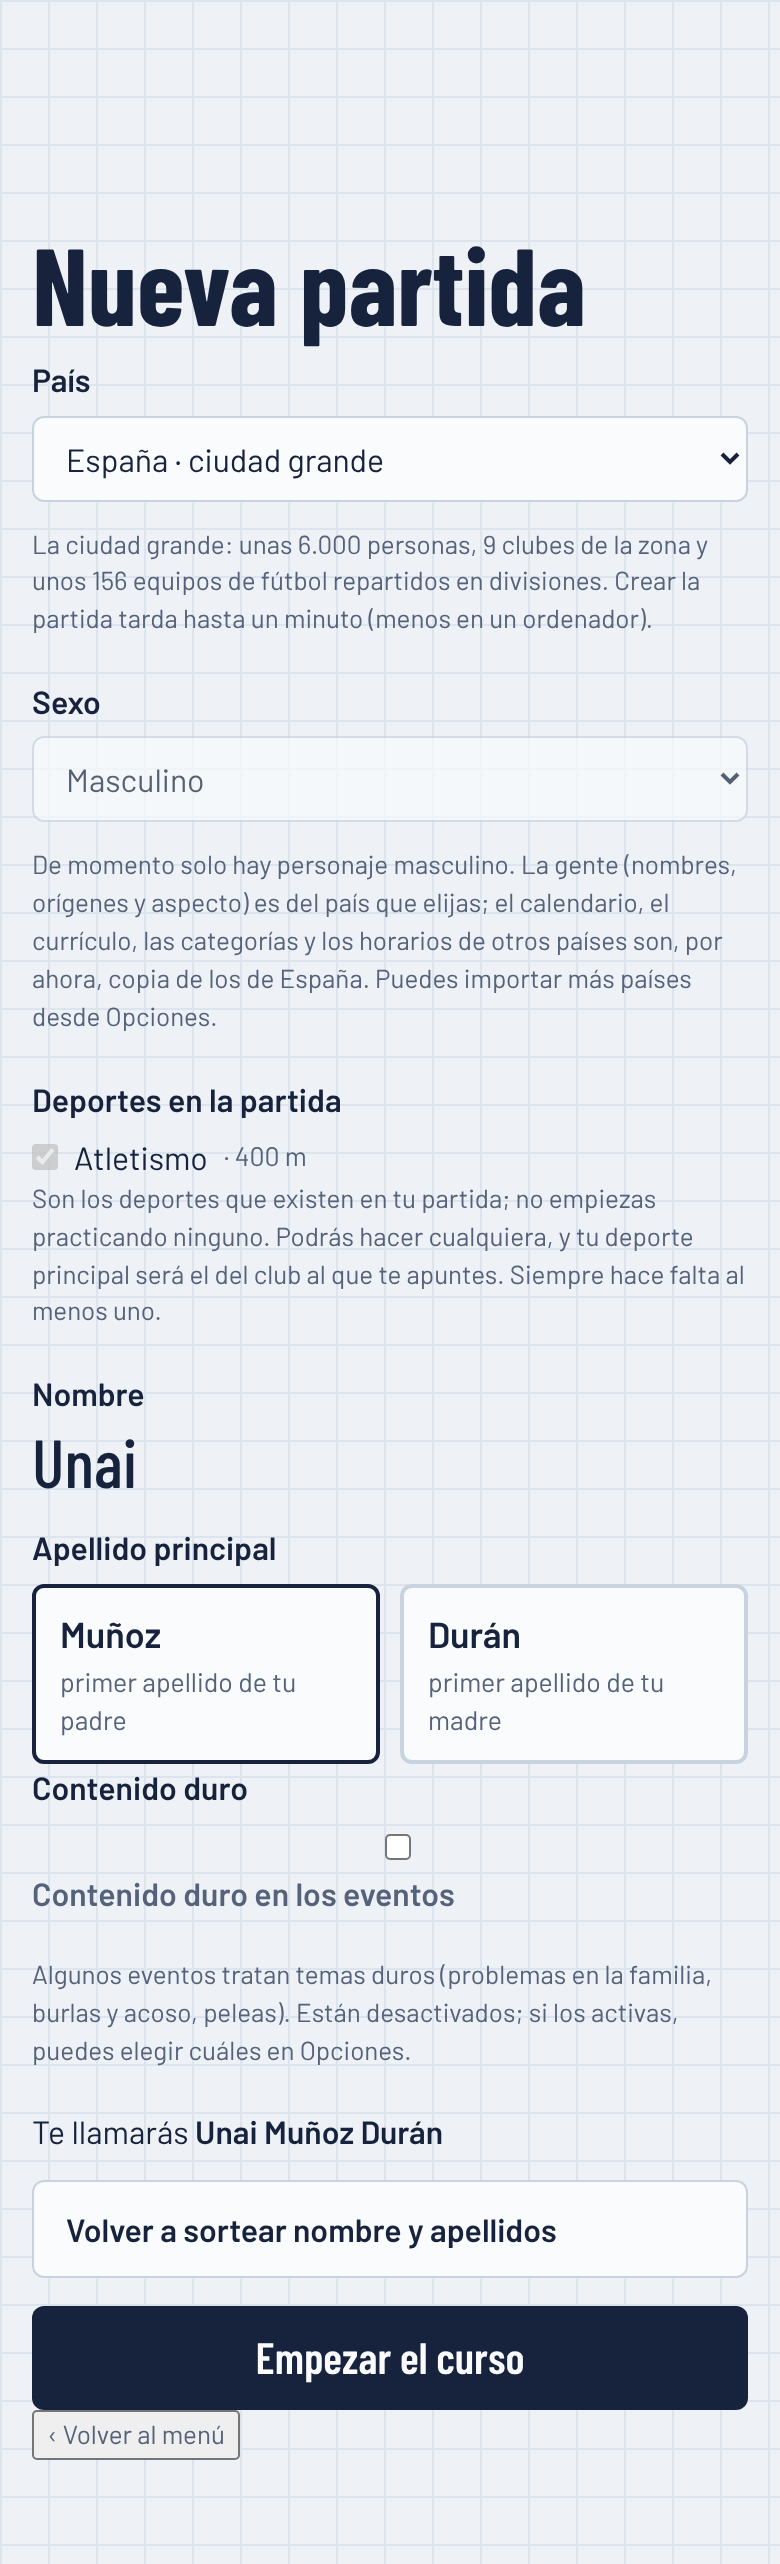 Nueva partida
País
España · ciudad grande
La ciudad grande: unas 6.000 personas, 9 clubes de la zona y
unos 156 equipos de fútbol repartidos en divisiones. Crear la
partida tarda hasta un minuto (menos en un ordenador).
Sexo
Masculino
De momento solo hay personaje masculino. La gente (nombres,
orígenes y aspecto) es del país que elijas; el calendario, el
currículo, las categorías y los horarios de otros países son, por
ahora, copia de los de España. Puedes importar más países
desde Opciones.
Deportes en la partida
Atletismo · 400 m
Son los deportes que existen en tu partida; no empiezas
practicando ninguno. Podrás hacer cualquiera, y tu deporte
principal será el del club al que te apuntes. Siempre hace falta al
menos uno.
Nombre
Unai
Apellido principal
Muñoz
primer apellido de tu
padre
Durán
primer apellido de tu
madre
Contenido duro
Contenido duro en los eventos
Algunos eventos tratan temas duros (problemas en la familia,
burlas y acoso, peleas). Están desactivados; si los activas,
puedes elegir cuáles en Opciones.
Te llamarás Unai Muñoz Durán
Volver a sortear nombre y apellidos
Empezar el curso
‹ Volver al menú